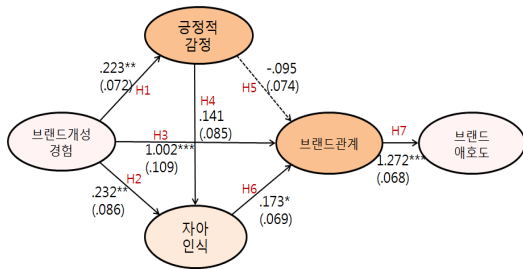 긍정적
감정
.223**
(.072)
H1
-.095
(.074)
H5
H4
.141
(.085)
브랜드개성
경험
H3
1.002***
(.109)
브랜드관계
H7
1.272***
(.068)
브랜드
애호도
H2
.232**
(.086)
H6
.173*
(.069)
자아
인식